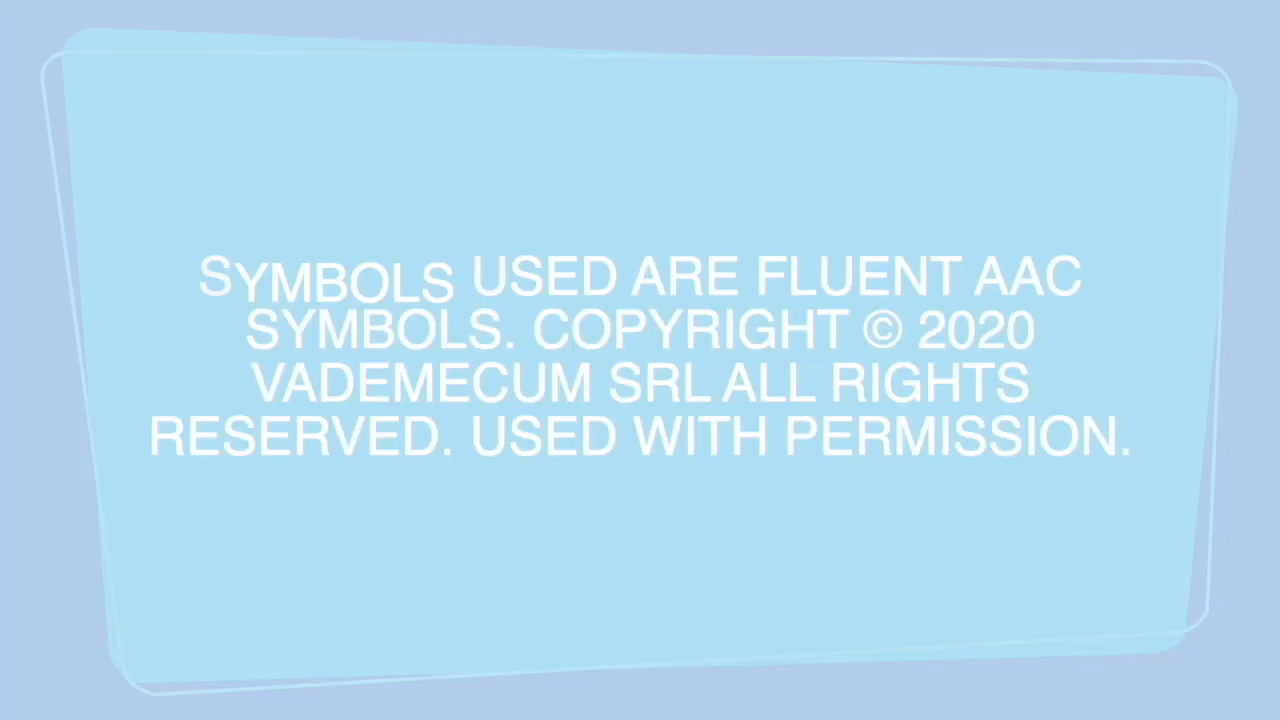 SYMBOLS USED ARE FLUENT AAC
SYMBOLS. COPYRIGHT © 2020
VADEMECUM SRL ALL RIGHTS
RESERVED. USED WITH PERMISSION.